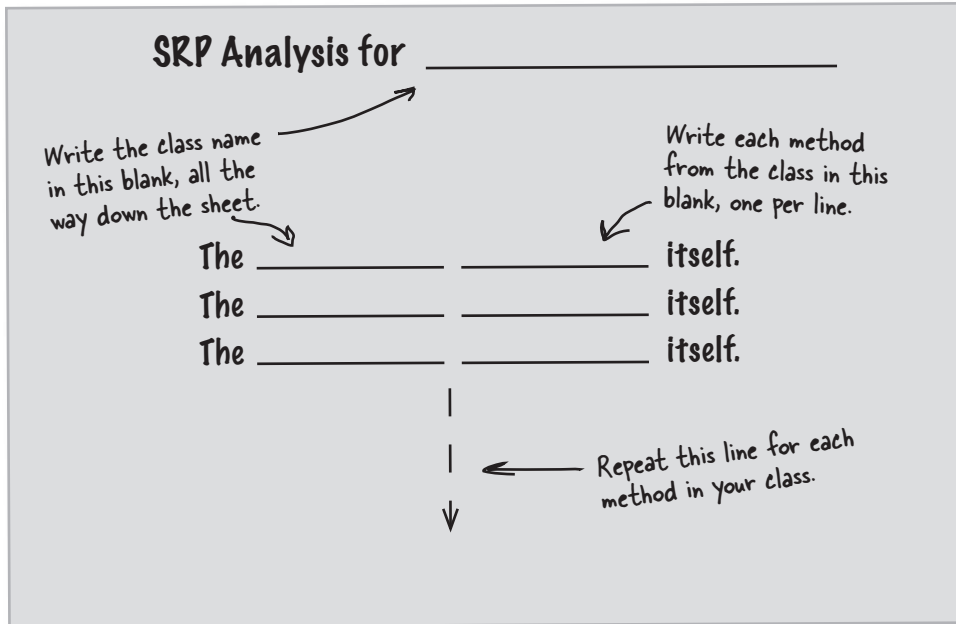 SRP Analysis for
Write the class name
in this blank, all the
way down the sheet.
Write each method
from the class in this
blank, one per line.
The itself.
The itself.
The itself.
Repeat this line for each
method in your class.